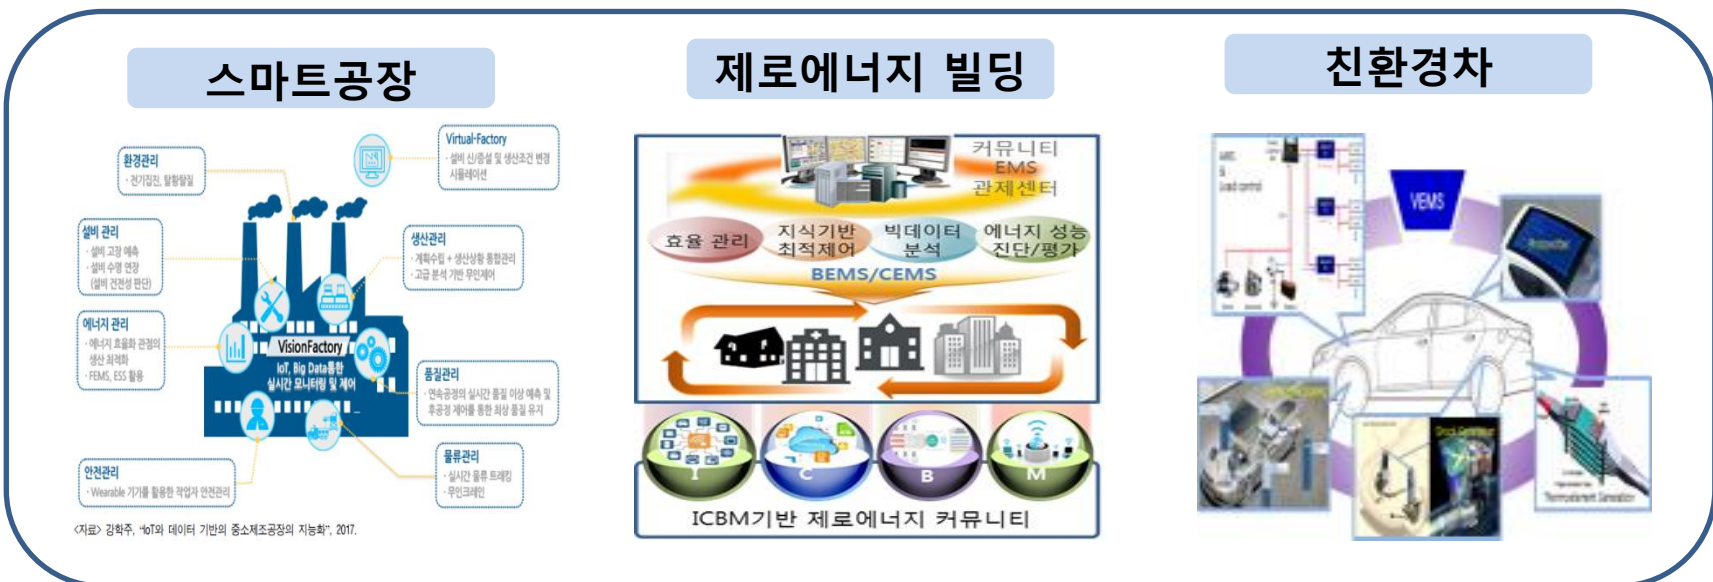 스마트공장
제로에너지 빌딩
친환경차
Virtual-Factory
· 설비 신/증설 및 생산조건 변경
시뮬레이션
환경관리
· 전기집진, 탈황탈질
설비 관리
· 설비 고장 예측
· 설비 수명 연장
(설비 건전성 판단)
생산관리
· 계획수립 + 생산상황 통합관리
· 고급 분석 기반 무인제어
에너지 관리
· 에너지 효율화 관점의
생산 최적화
· FEMS, ESS 활용
VisionFactory
IoT, Big Data통한
실시간 모니터링 및 제어
품질관리
· 연속공정의 실시간 품질 이상 예측 및
후공정 제어를 통한 최상 품질 유지
안전관리
· Wearable 기기를 활용한 작업자 안전관리
물류관리
· 실시간 물류 트래킹
· 무인크레인
<자료> 강학주, “IoT와 데이터 기반의 중소제조공장의 지능화”, 2017.
커뮤니티
EMS
관제센터
효율 관리
지식기반
최적제어
빅데이터
분석
에너지 성능
진단/평가
BEMS/CEMS
I
C
B
M
ICBM기반 제로에너지 커뮤니티
&
Load control
VEMS